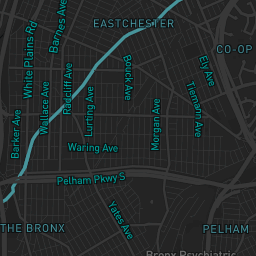 EASTCHESTER
Barnes Ave
White Plains Rd
CO-OP
Bouck Ave
Ely Ave
Radcliff Ave
Lurting Ave
Wallace Ave
Tiemann Ave
Morgan Ave
Barker Ave
Waring Ave
Pelham Pkwy S
Yates Ave
THE BRONX
PELHAM
Bronx Psychiatric